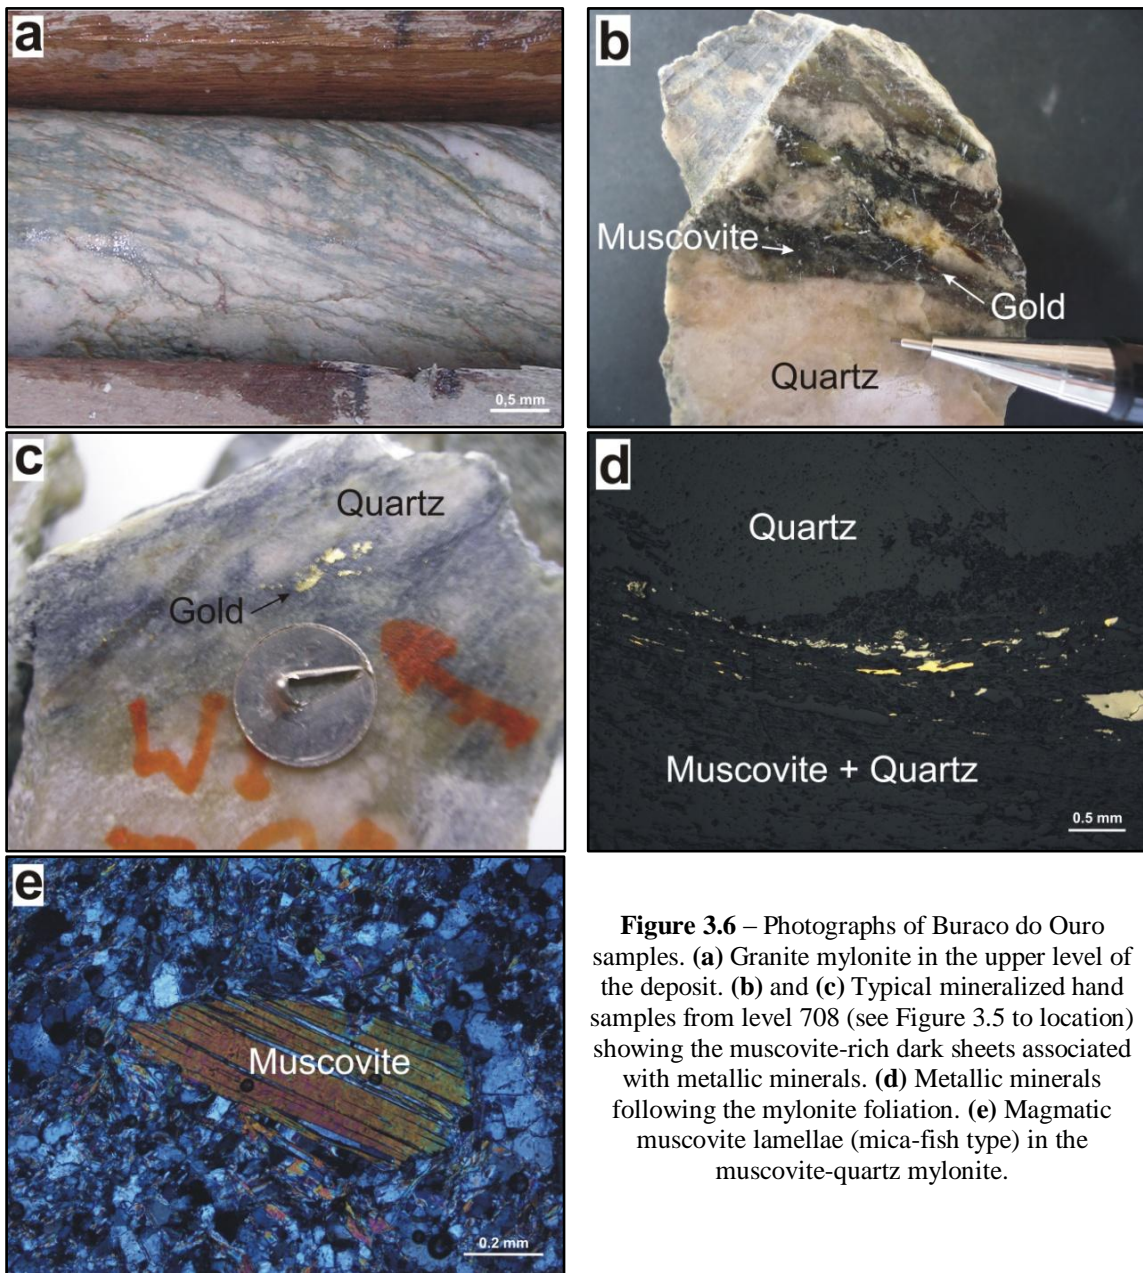 a
0,5 mm
b
Muscovite
Gold
Quartz
c
Quartz
Gold
d
Quartz
Muscovite + Quartz
0.5 mm
e
Muscovite
0.2 mm
Figure 3.6 – Photographs of Buraco do Ouro
samples. (a) Granite mylonite in the upper level of
the deposit. (b) and (c) Typical mineralized hand
samples from level 708 (see Figure 3.5 to location)
showing the muscovite-rich dark sheets associated
with metallic minerals. (d) Metallic minerals
following the mylonite foliation. (e) Magmatic
muscovite lamellae (mica-fish type) in the
muscovite-quartz mylonite.